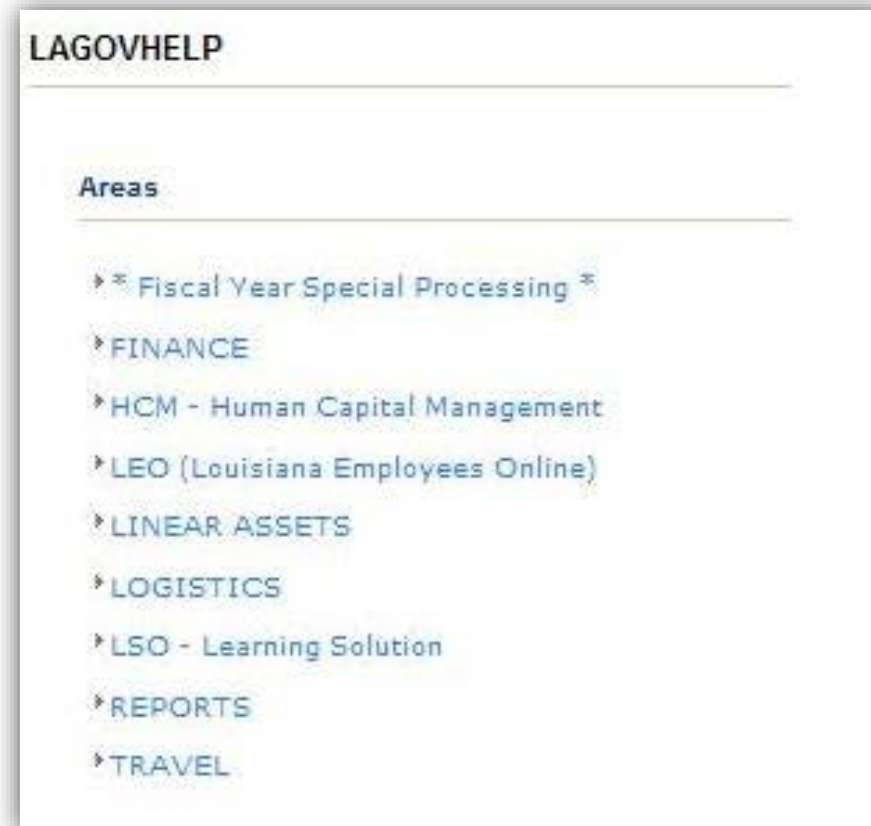 LAGOVHELP
Areas
* Fiscal Year Special Processing *
FINANCE
HCM - Human Capital Management
LEO (Louisiana Employees Online)
LINEAR ASSETS
LOGISTICS
LSO - Learning Solution
REPORTS
TRAVEL